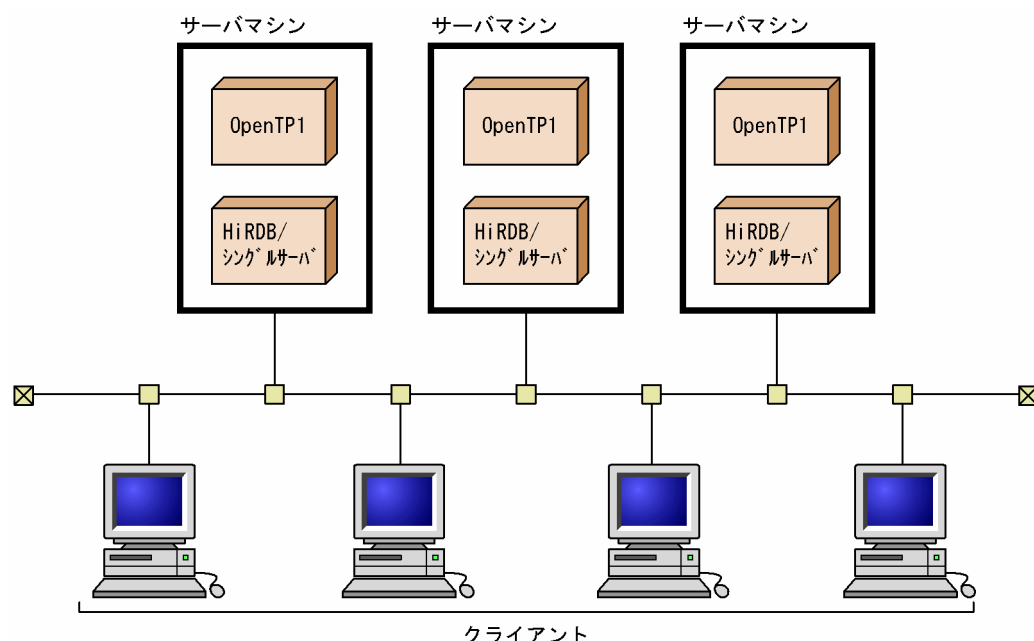 サーバマシン
サーバマシン
サーバマシン
OpenTP1
OpenTP1
OpenTP1
HiRDB/
シングルサーバ
HiRDB/
シングルサーバ
HiRDB/
シングルサーバ
クライアント